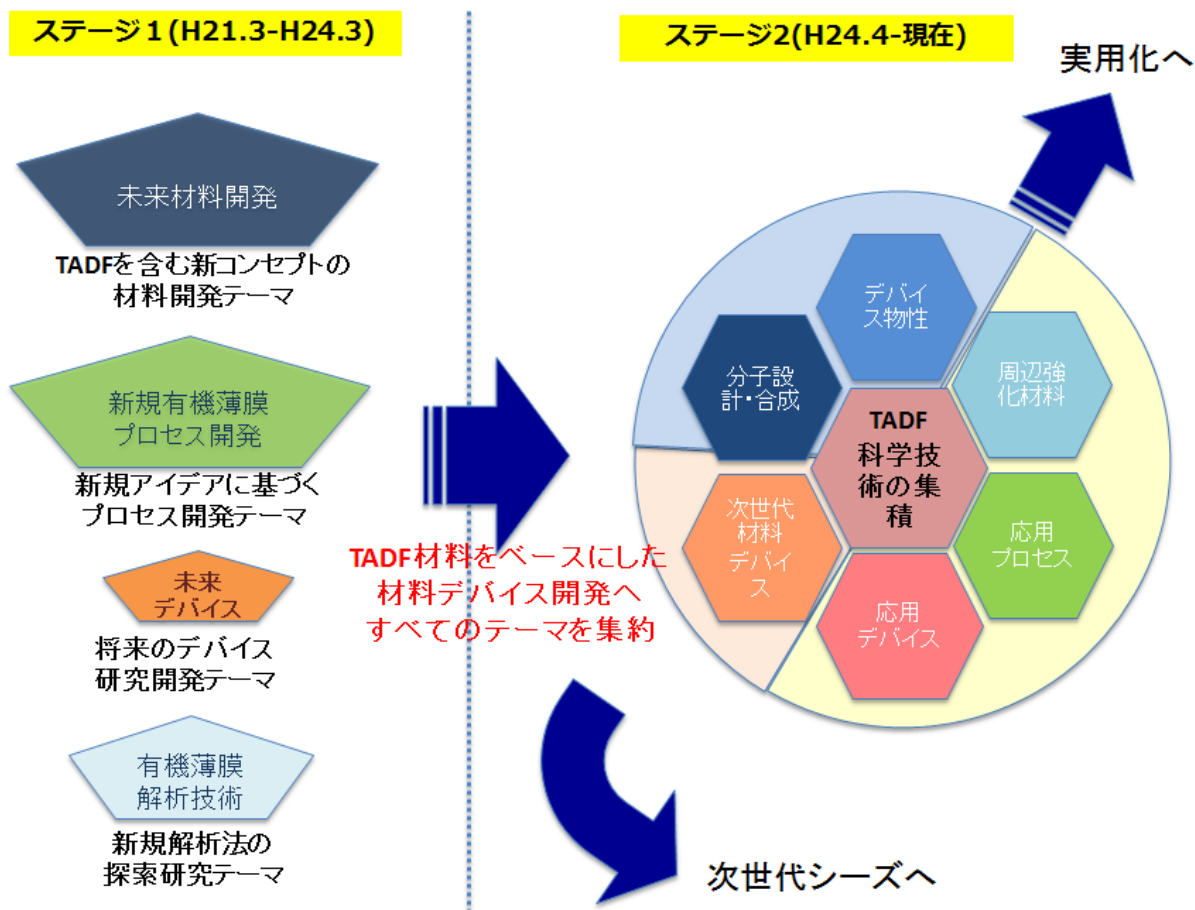 ステージ１(H21.3-H24.3)
未来材料開発
TADFを含む新コンセプトの
材料開発テーマ
新規有機薄膜
プロセス開発
新規アイデアに基づく
プロセス開発テーマ
未来
デバイス
将来のデバイス
研究開発テーマ
有機薄膜
解析技術
新規解析法の
探索研究テーマ
TADF材料をベースにした
材料デバイス開発へ
すべてのテーマを集約
ステージ2(H24.4-現在)
実用化へ
デバイ
ス物性
分子設
計・合成
周辺強
化材料
TADF
科学技
術の集
積
次世代
材料
デバイ
ス
応用
プロセス
応用
デバイス
次世代シーズへ